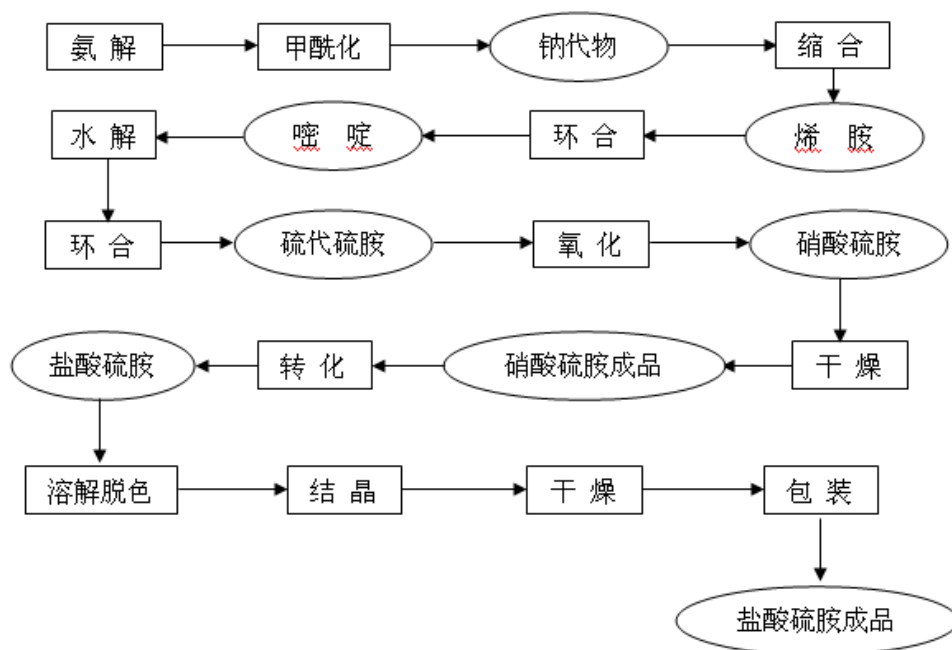 氨 解 甲酰化 钠代物 缩 合
水 解 嘧 啶 环 合 烯 胺
环 合 硫代硫胺 氧 化 硝酸硫胺
盐酸硫胺 转 化 硝酸硫胺成品 干 燥
溶解脱色 结 晶 干 燥 包 装
盐酸硫胺成品